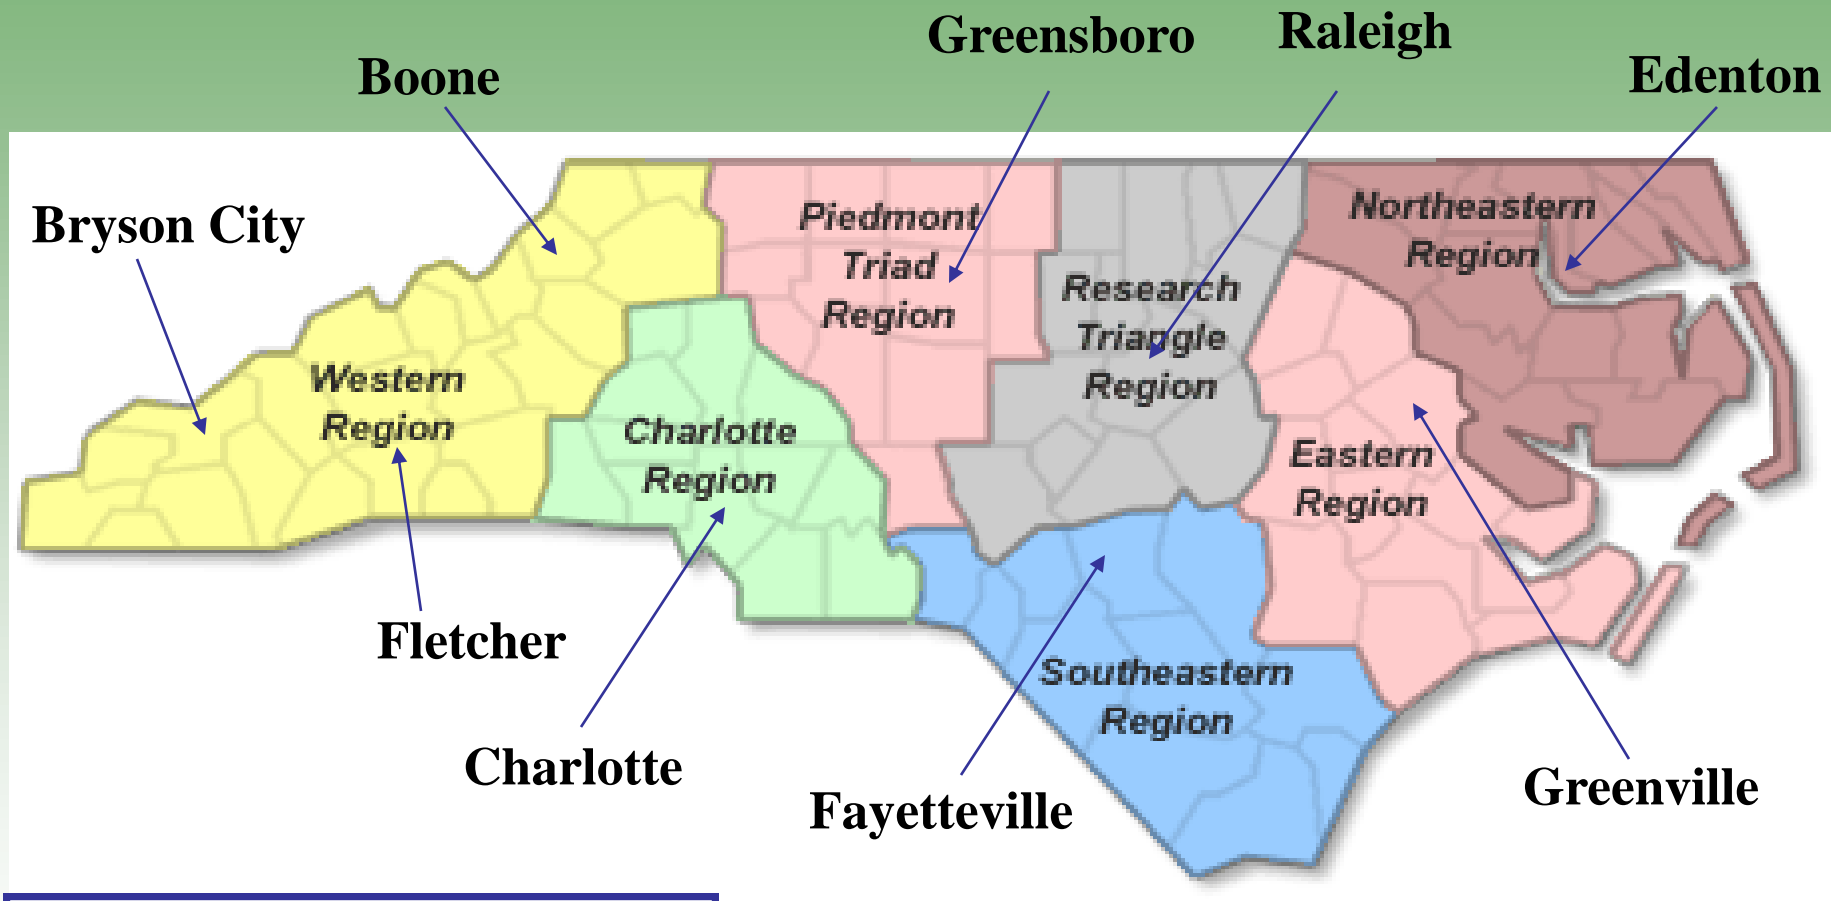 Greensboro
Raleigh
Boone
Edenton
Bryson City
Piedmont
Triad
Region
Northeastern
Region
Research
Triangle
Region
Western
Region
Charlotte
Region
Eastern
Region
Fletcher
Southeastern
Region
Charlotte
Fayetteville
Greenville